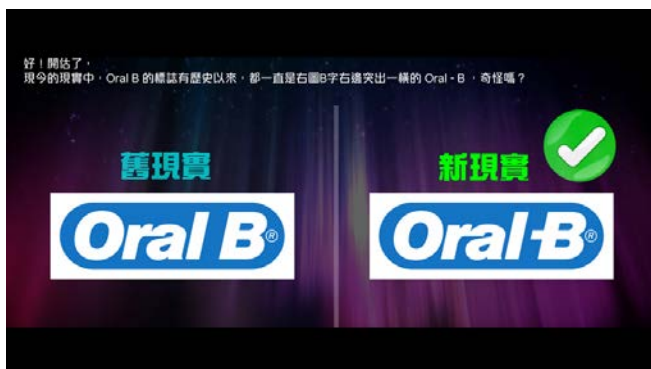 好！開估了，
現今的現實中，Oral B 的標誌有歷史以來，都一直是右圖B字右邊突出一橫的 Oral - B ，奇怪嗎？
舊現實
新現實
Oral B®
Oral-B®